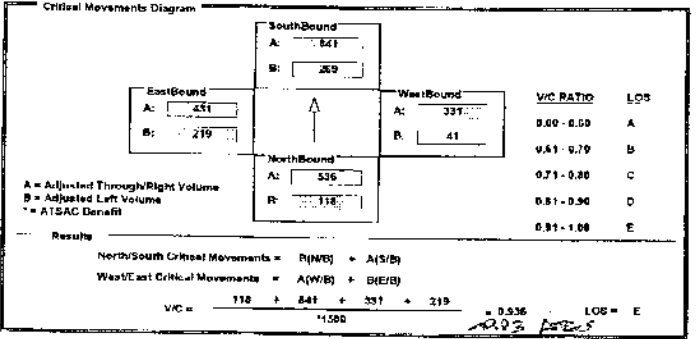 Critical Movements Diagram
SouthBound
A: 841
B: 269
EastBound
A: 431
B: 219
WestBound
A: 331
B: 41
NorthBound
A: 536
B: 118
V/C RATIO LOS
0.00 - 0.60 A
0.61 - 0.70 B
0.71 - 0.80 C
0.81 - 0.90 D
0.91 - 1.00 E
A = Adjusted Through/Right Volume
B = Adjusted Left Volume
* = ATSAC Benefit
Results
North/South Critical Movements = B(N/B) + A(S/B)
West/East Critical Movements = A(W/B) + B(E/B)
118 + 841 + 331 + 219
V/C = = 0.936 LOS = E
*1500